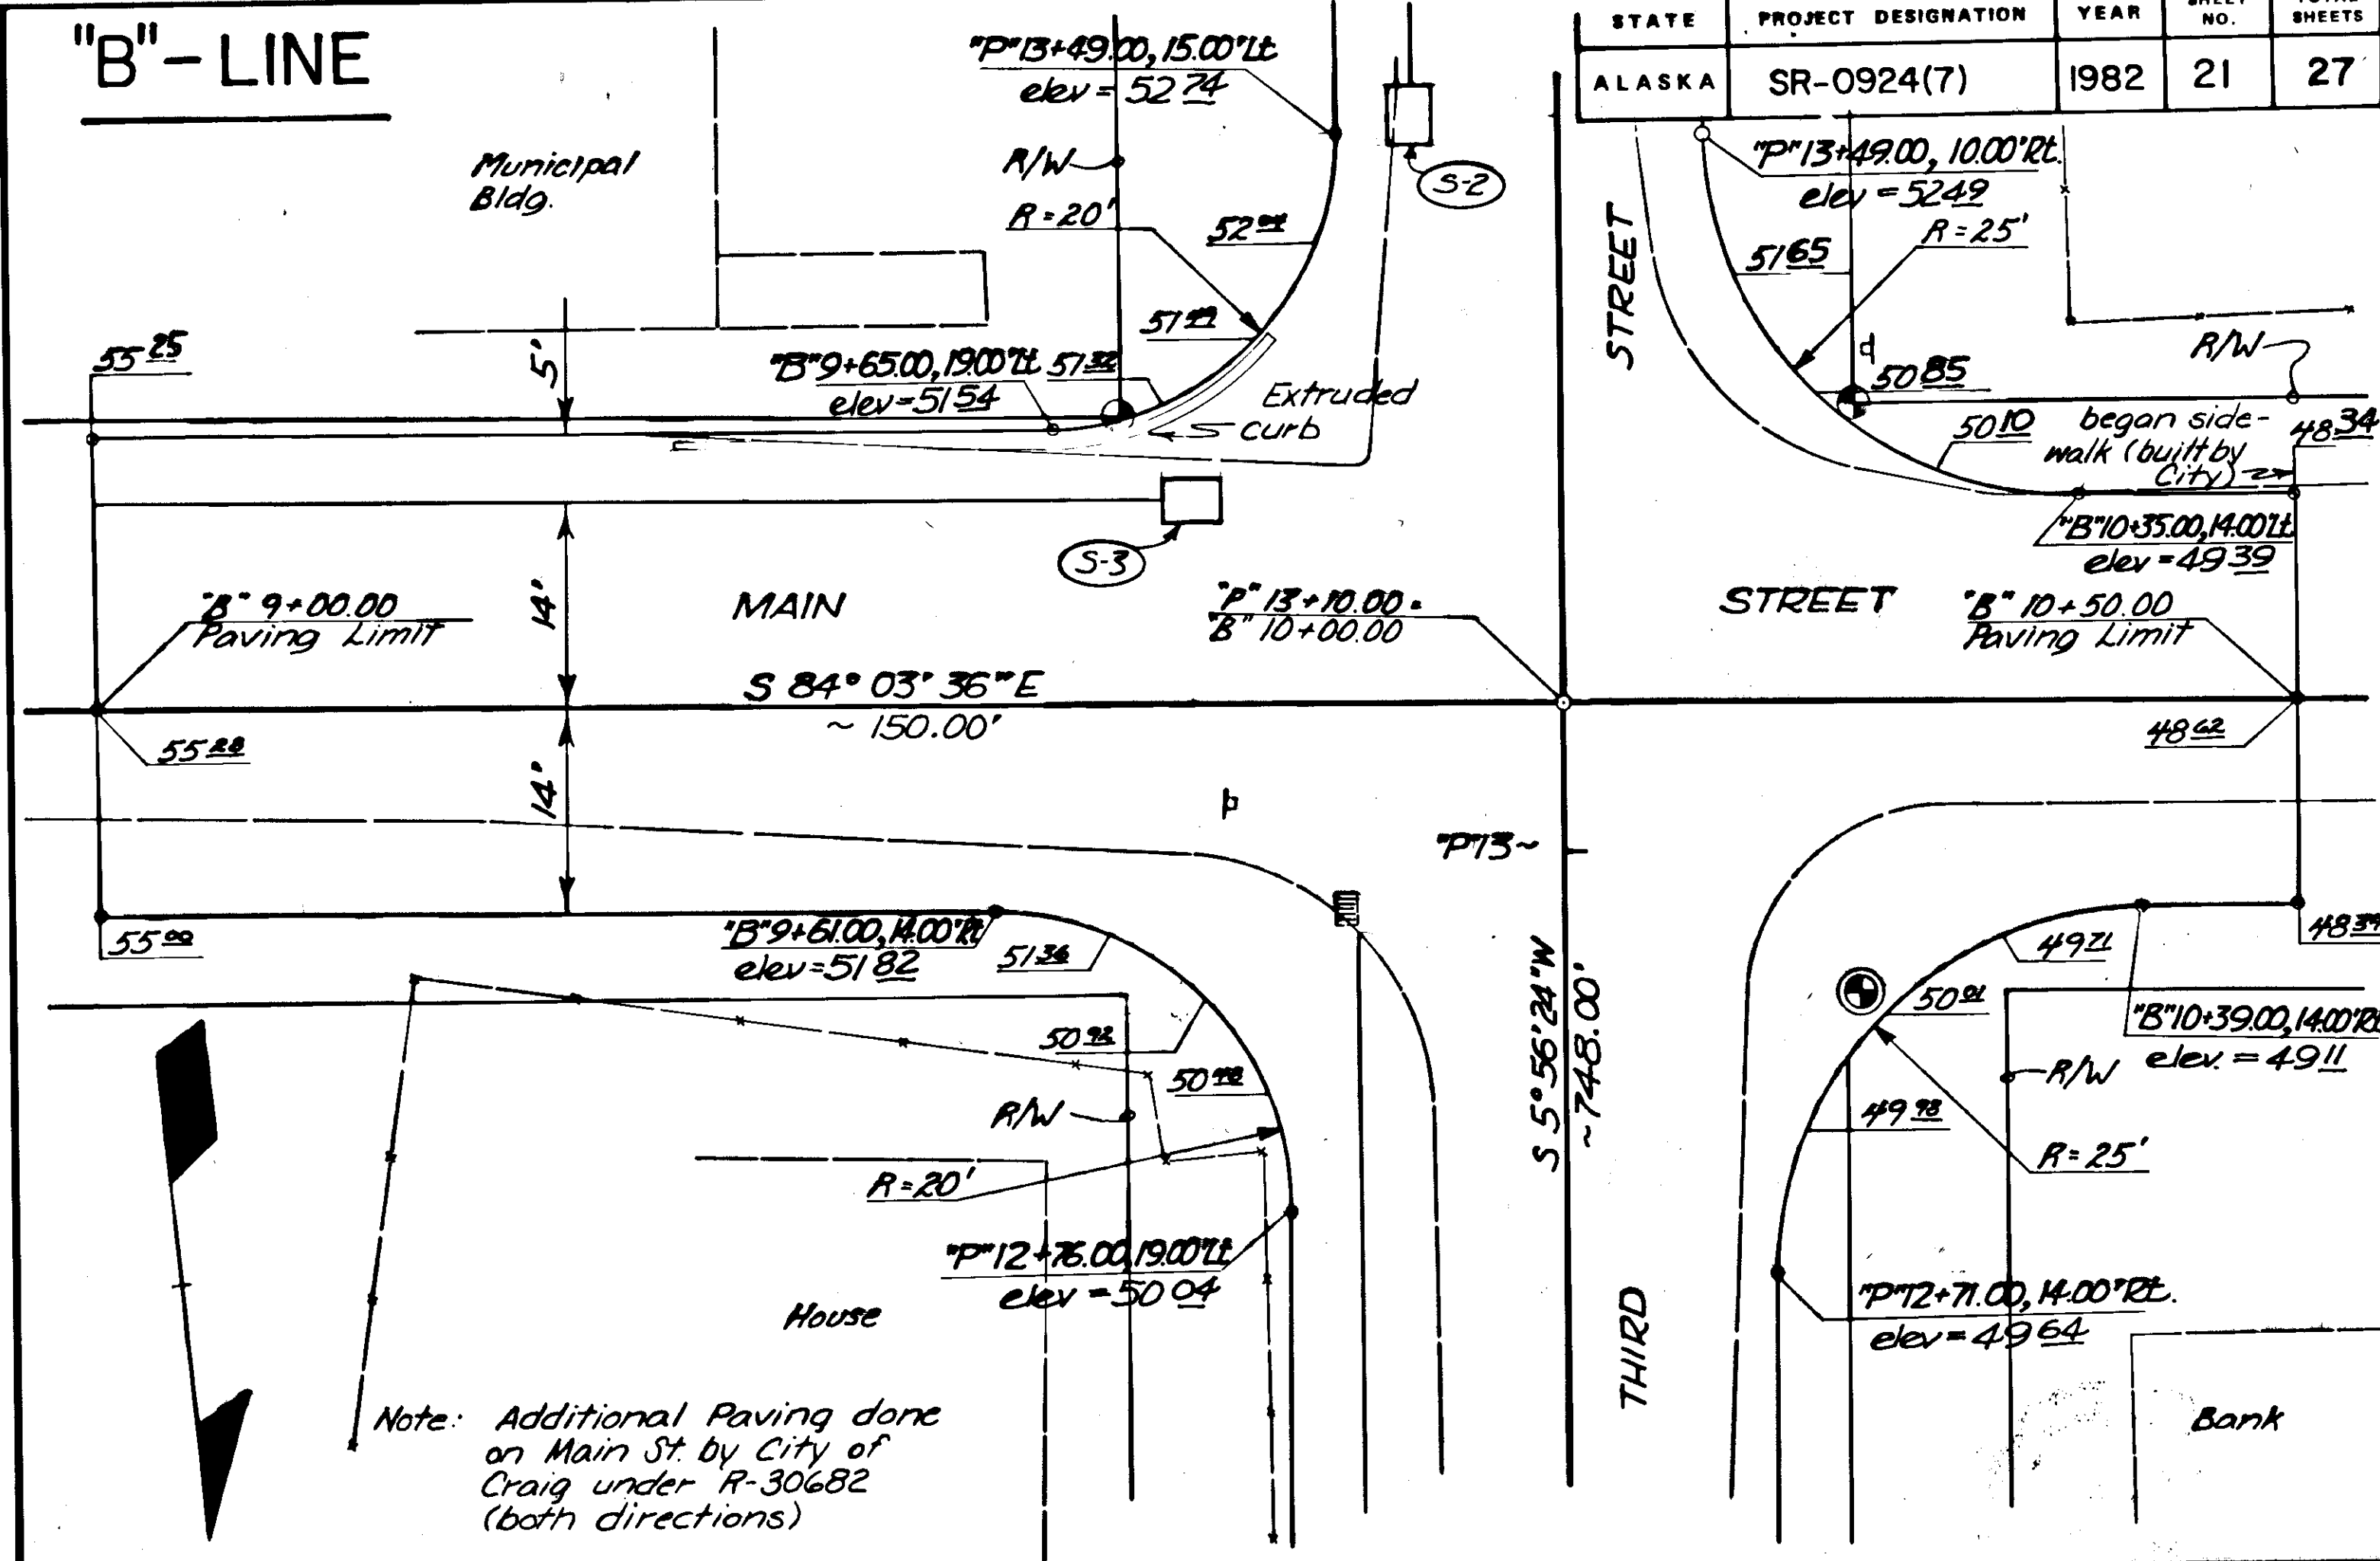 "B"- LINE
STATE
PROJECT DESIGNATION
YEAR
SHEET NO.
TOTAL SHEETS
ALASKA
SR-0924(7)
1982
21
27
"P"13+49.00, 15.00'Lt
elev = 52 74
Municipal
Bldg.
R/W
R = 20'
S-2
STREET
"P"13+49.00, 10.00'Rt.
elev = 52 49
R = 25'
51 65
R/W
55 25
5'
"B"9+65.00, 19.00'Lt
elev = 51 54
51 32
Extruded
curb
50 85
50 10
began side-
walk (built by
City)
48 34
"B"10+35.00, 14.00'Lt
elev = 49 39
S-3
14'
"B" 9+00.00
Paving Limit
MAIN
"P" 13+10.00 =
"B" 10+00.00
STREET
"B" 10+50.00
Paving Limit
S 84° 03' 36" E
~ 150.00'
55 28
48 62
14'
"P"13~
55 00
"B"9+61.00, 14.00'Rt
elev = 51 82
51 36
49 71
48 39
50 01
"B"10+39.00, 14.00'Rt
elev. = 49 11
R/W
S 5° 56' 24" W
~ 748.00'
R/W
49 98
R = 25'
R = 20'
"P"12+76.00, 19.00'Lt
elev = 50 04
House
THIRD
"P"12+71.00, 14.00'Rt.
elev = 49 64
Bank
Note: Additional Paving done
on Main St. by City of
Craig under R-30682
(both directions)